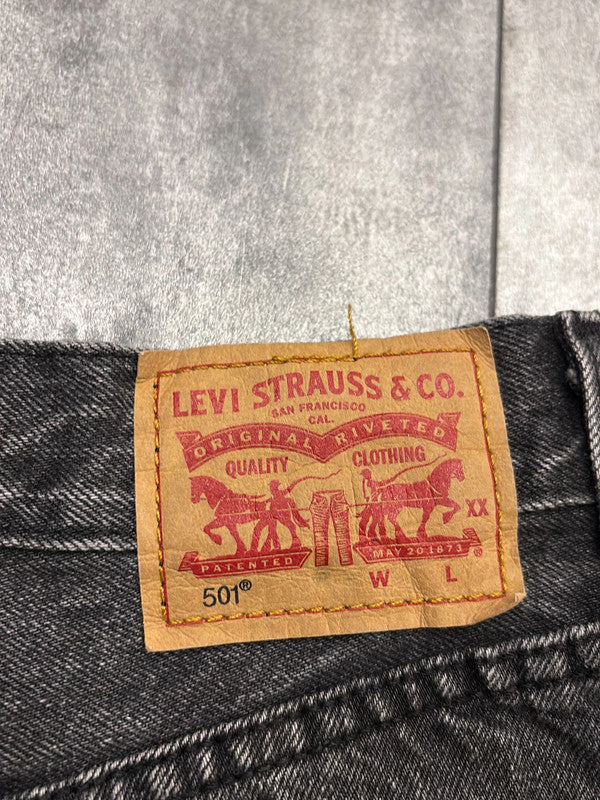 LEVI STRAUSS & CO.
SAN FRANCISCO
CAL.
ORIGINAL RIVETED
QUALITY CLOTHING
XX
PATENTED MAY 20 1873 ®
501® W L